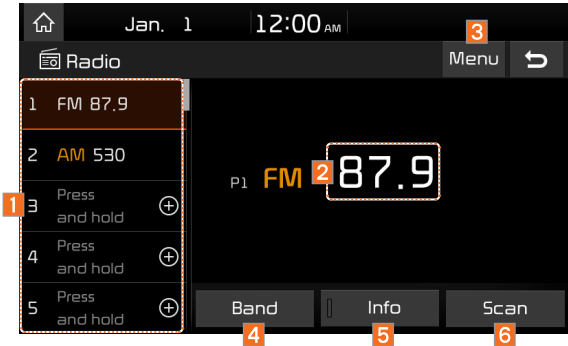 Jan. 1 12:00 AM
3
Radio Menu
1 FM 87.9
2 AM 530
P1 FM 2 87.9
1
3 Press and hold
4 Press and hold
5 Press and hold
Band Info Scan
4 5 6